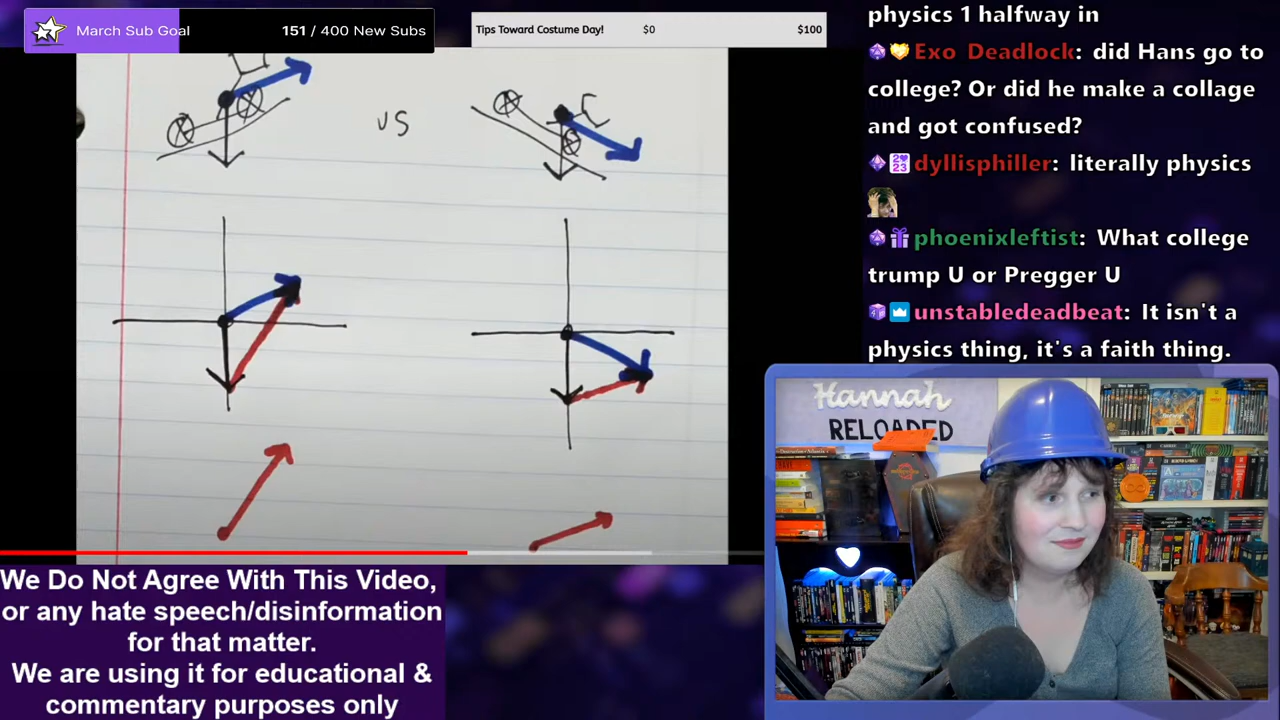 March Sub Goal
151 / 400 New Subs
Tips Toward Costume Day!
$0
$100
vs
physics 1 halfway in
Exo Deadlock: did Hans go to
college? Or did he make a collage
and got confused?
dyllisphiller: literally physics
phoenixleftist: What college
trump U or Pregger U
unstabledeadbeat: It isn't a
physics thing, it's a faith thing.
Hannah
RELOADED
We Do Not Agree With This Video,
or any hate speech/disinformation
for that matter.
We are using it for educational &
commentary purposes only